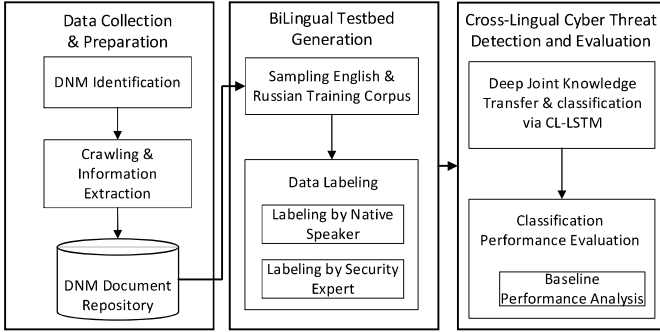 Data Collection
& Preparation
DNM Identification
Crawling &
Information
Extraction
DNM Document
Repository
BiLingual Testbed
Generation
Sampling English &
Russian Training Corpus
Data Labeling
Labeling by Native
Speaker
Labeling by Security
Expert
Cross-Lingual Cyber Threat
Detection and Evaluation
Deep Joint Knowledge
Transfer & classification
via CL-LSTM
Classification
Performance Evaluation
Baseline
Performance Analysis